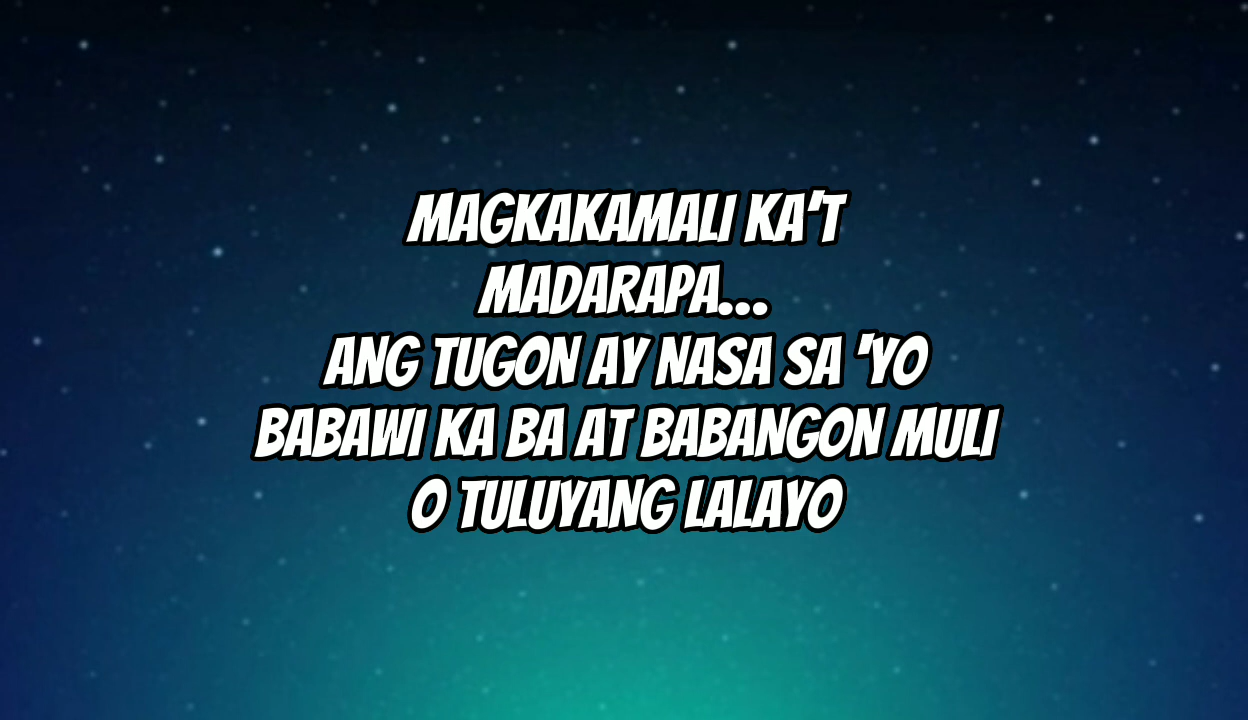 MAGKAKAMALI KA'T
MADARAPA...
ANG TUGON AY NASA SA 'YO
BABAWI KA BA AT BABANGON MULI
O TULUYANG LALAYO